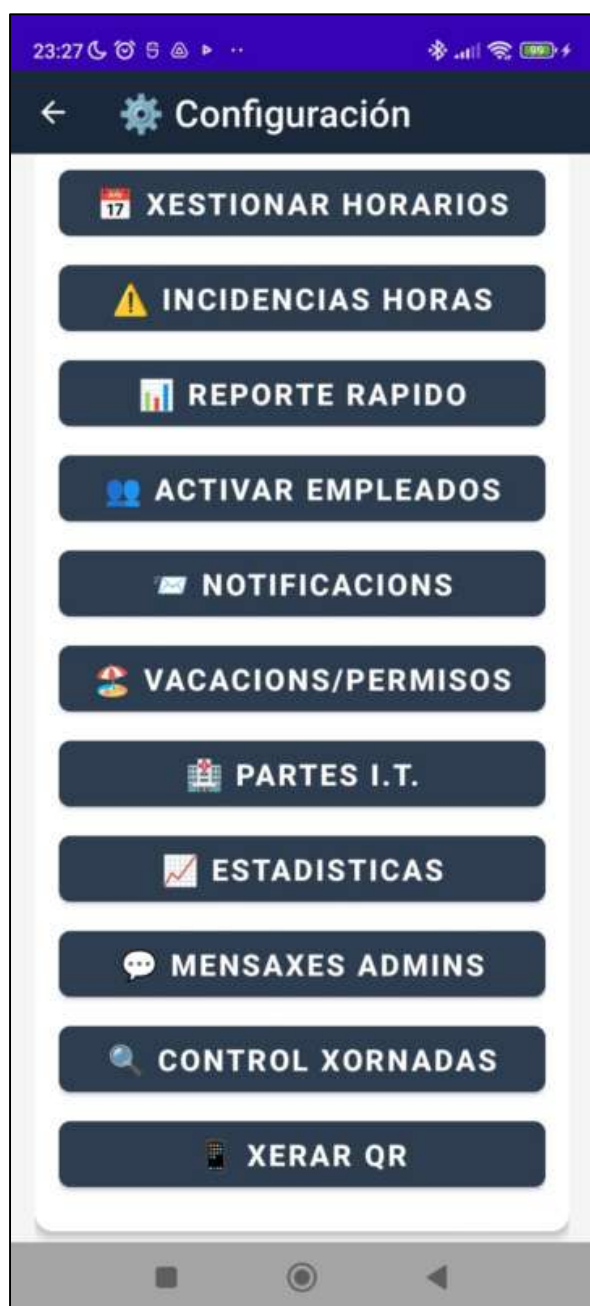 23:27
99
Configuración
XESTIONAR HORARIOS
INCIDENCIAS HORAS
REPORTE RAPIDO
ACTIVAR EMPLEADOS
NOTIFICACIONS
VACACIONS/PERMISOS
PARTES I.T.
ESTADISTICAS
MENSAXES ADMINS
CONTROL XORNADAS
XERAR QR